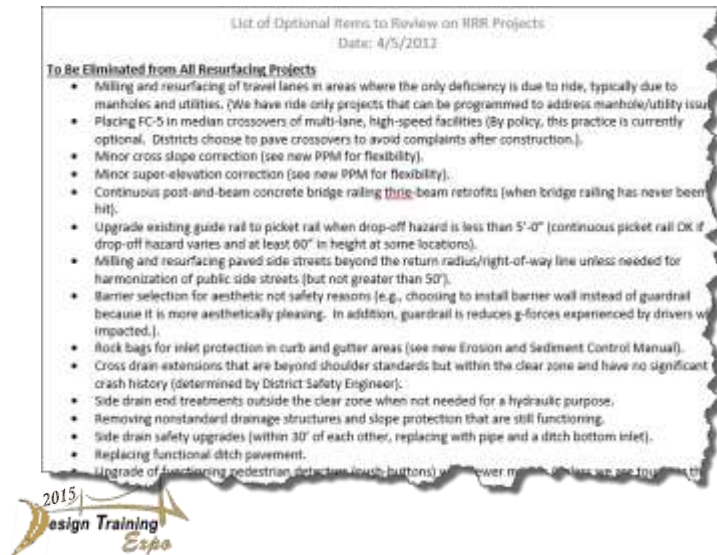 List of Optional Items to Review on RRR Projects
Date: 4/5/2012
To Be Eliminated from All Resurfacing Projects
• Milling and resurfacing of travel lanes in areas where the only deficiency is due to ride, typically due to
manholes and utilities. (We have ride only projects that can be programmed to address manhole/utility issu
• Placing FC-5 in median crossovers of multi-lane, high-speed facilities (By policy, this practice is currently
optional. Districts choose to pave crossovers to avoid complaints after construction.).
• Minor cross slope correction (see new PPM for flexibility).
• Minor super-elevation correction (see new PPM for flexibility).
• Continuous post-and-beam concrete bridge railing thrie-beam retrofits (when bridge railing has never been
hit).
• Upgrade existing guide rail to picket rail when drop-off hazard is less than 5'-0" (continuous picket rail OK if
drop-off hazard varies and at least 60" in height at some locations).
• Milling and resurfacing paved side streets beyond the return radius/right-of-way line unless needed for
harmonization of public side streets (but not greater than 50').
• Barrier selection for aesthetic not safety reasons (e.g., choosing to install barrier wall instead of guardrail
because it is more aesthetically pleasing. In addition, guardrail is reduces g-forces experienced by drivers w
impacted.).
• Rock bags for inlet protection in curb and gutter areas (see new Erosion and Sediment Control Manual).
• Cross drain extensions that are beyond shoulder standards but within the clear zone and have no significant
crash history (determined by District Safety Engineer).
• Side drain end treatments outside the clear zone when not needed for a hydraulic purpose.
• Removing nonstandard drainage structures and slope protection that are still functioning.
• Side drain safety upgrades (within 30' of each other, replacing with pipe and a ditch bottom inlet).
• Replacing functional ditch pavement.
• Upgrade of functioning pedestrian (push-buttons)
2015
Design Training
Expo